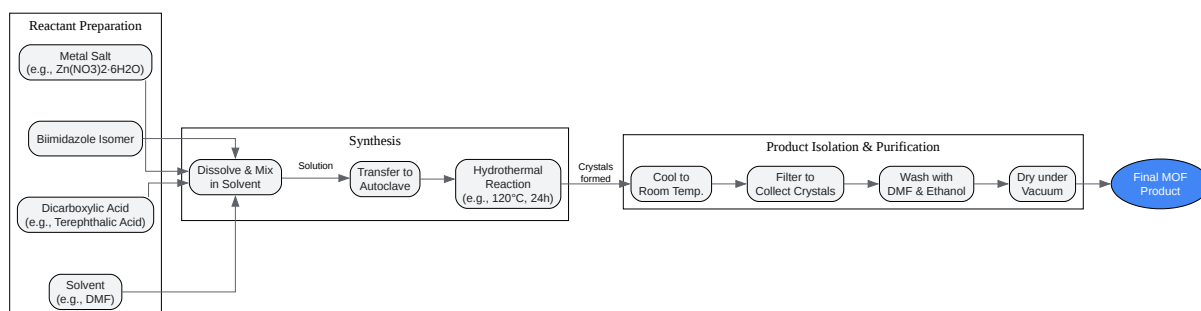 Reactant Preparation
Metal Salt
(e.g., Zn(NO3)2·6H2O)
Biimidazole Isomer
Dicarboxylic Acid
(e.g., Terephthalic Acid)
Solvent
(e.g., DMF)
Synthesis
Dissolve & Mix
in Solvent
Solution
Transfer to
Autoclave
Hydrothermal
Reaction
(e.g., 120°C, 24h)
Crystals
formed
Product Isolation & Purification
Cool to
Room Temp.
Filter to
Collect Crystals
Wash with
DMF & Ethanol
Dry under
Vacuum
Final MOF
Product